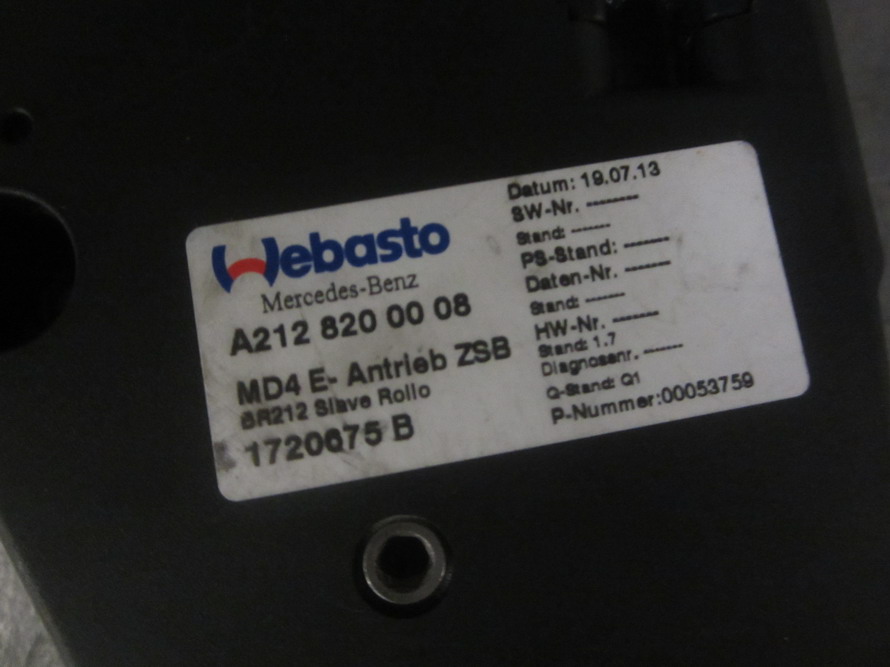 Webasto
Mercedes-Benz
A212 820 00 08
MD4 E- Antrieb ZSB
BR212 Slave Rollo
1720675 B
Datum: 19.07.13
SW-Nr. --------
Stand: ------
PS-Stand: -------
Daten-Nr. -------
Stand: ------
HW-Nr. -------
Stand: 1.7
Diagnosenr. -------
Q-Stand: Q1
P-Nummer:00053759